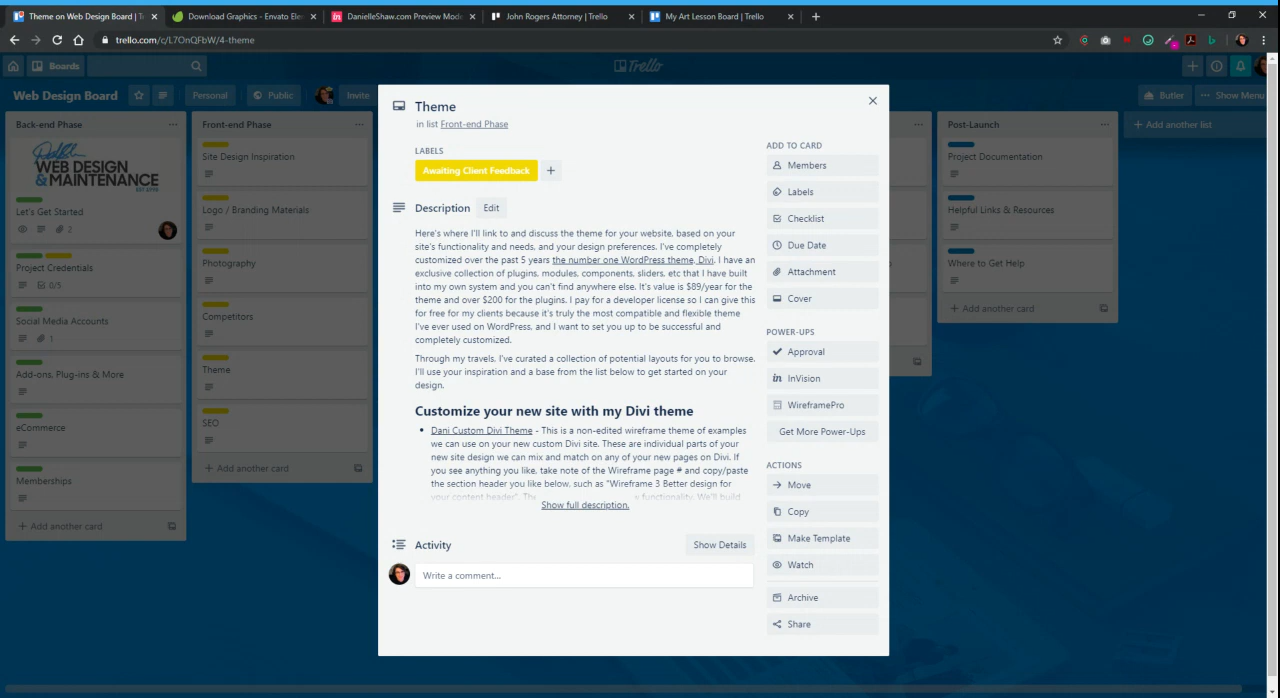 Theme on Web Design Board | T
Download Graphics - Envato Eler
DanielleShaw.com Preview Mode
John Rogers Attorney | Trello
My Art Lesson Board | Trello
trello.com/c/L7OnQFbW/4-theme
Boards
Trello
Web Design Board
Personal
Public
Invite
Butler
Show Menu
Back-end Phase
WEB DESIGN
& MAINTENANCE
Let's Get Started
2
Project Credentials
0/5
Social Media Accounts
1
Add-ons, Plug-ins & More
eCommerce
Memberships
+ Add another card
Front-end Phase
Site Design Inspiration
Logo / Branding Materials
Photography
Competitors
Theme
SEO
+ Add another card
Theme
in list Front-end Phase
LABELS
Awaiting Client Feedback
Description
Edit
Here's where I'll link to and discuss the theme for your website, based on your
site's functionality and needs, and your design preferences. I've completely
customized over the past 5 years the number one WordPress theme, Divi. I have an
exclusive collection of plugins, modules, components, sliders, etc that I have built
into my own system and you can't find anywhere else. It's value is $89/year for the
theme and over $200 for the plugins. I pay for a developer license so I can give this
for free for my clients because it's truly the most compatible and flexible theme
I've ever used on WordPress, and I want to set you up to be successful and
completely customized.
Through my travels, I've curated a collection of potential layouts for you to browse.
I'll use your inspiration and a base from the list below to get started on your
design.
Customize your new site with my Divi theme
• Dani Custom Divi Theme - This is a non-edited wireframe theme of examples
we can use on your new custom Divi site. These are individual parts of your
new site design we can mix and match on any of your new pages on Divi. If
you see anything you like, take note of the Wireframe page # and copy/paste
the section header you like below, such as "Wireframe 3 Better design for
your content header". functionality. We'll build
Show full description.
Activity
Show Details
Write a comment...
ADD TO CARD
Members
Labels
Checklist
Due Date
Attachment
Cover
POWER-UPS
Approval
InVision
WireframePro
Get More Power-Ups
ACTIONS
Move
Copy
Make Template
Watch
Archive
Share
Post-Launch
Project Documentation
Helpful Links & Resources
Where to Get Help
+ Add another card
+ Add another list